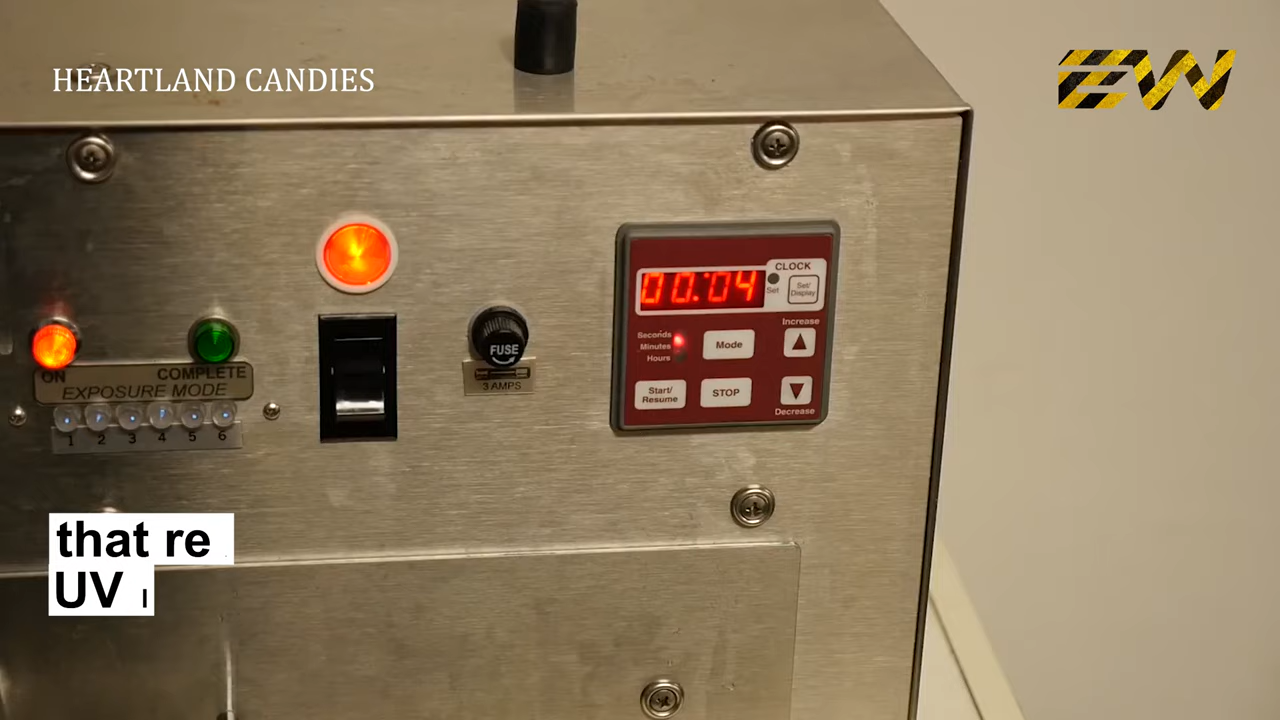 HEARTLAND CANDIES
EW
00:04
CLOCK
Set
Set/
Display
Increase
Seconds
Minutes
Hours
Mode
Start/
Resume
STOP
Decrease
FUSE
3 AMPS
ON
COMPLETE
EXPOSURE MODE
1 2 3 4 5 6
that re
UV